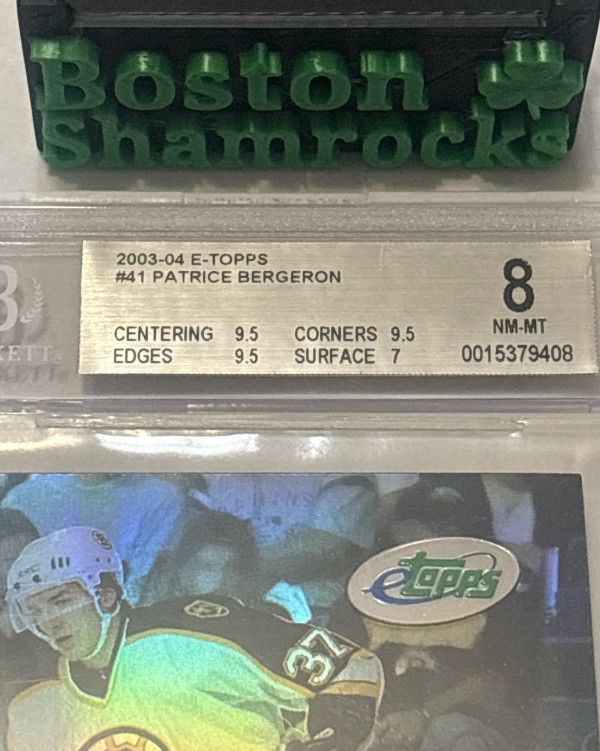 Boston
Shamrocks
2003-04 E-TOPPS
#41 PATRICE BERGERON
8
NM-MT
CENTERING 9.5 CORNERS 9.5
EDGES 9.5 SURFACE 7 0015379408
etopps
37